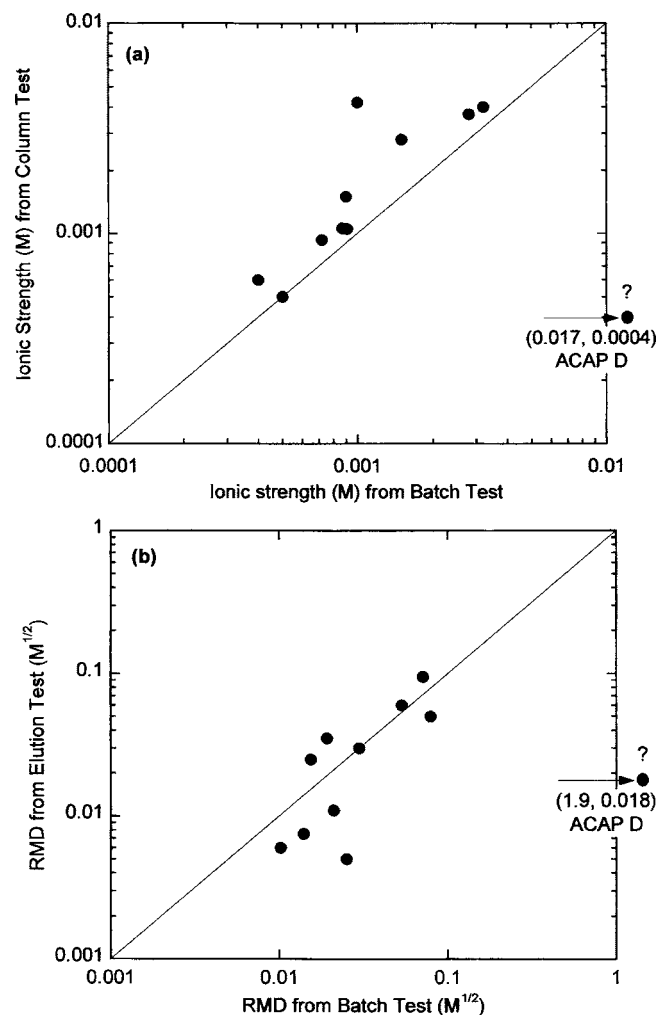 0.01
(a)
Ionic Strength (M) from Column Test
0.001
?
(0.017, 0.0004)
ACAP D
0.0001
0.0001 0.001 0.01
Ionic strength (M) from Batch Test
1
(b)
RMD from Elution Test (M^1/2)
0.1
?
(1.9, 0.018)
ACAP D
0.01
0.001
0.001 0.01 0.1 1
RMD from Batch Test (M^1/2)